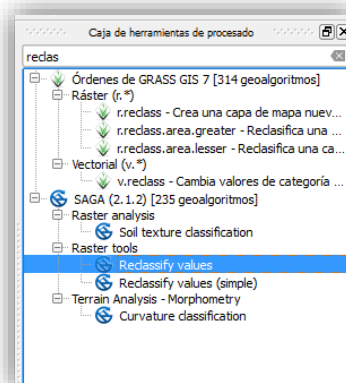 Caja de herramientas de procesado
reclas
Órdenes de GRASS GIS 7 [314 geoalgoritmos]
Ráster (r.*)
r.reclass - Crea una capa de mapa nuev...
r.reclass.area.greater - Reclasifica una ...
r.reclass.area.lesser - Reclasifica una ca...
Vectorial (v.*)
v.reclass - Cambia valores de categoría ...
SAGA (2.1.2) [235 geoalgoritmos]
Raster analysis
Soil texture classification
Raster tools
Reclassify values
Reclassify values (simple)
Terrain Analysis - Morphometry
Curvature classification